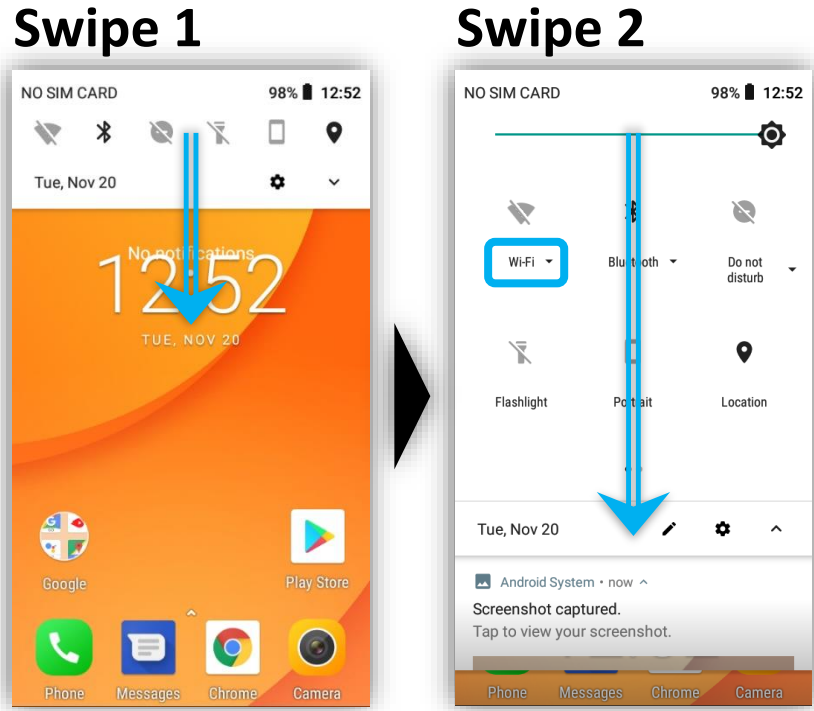 Swipe 1
NO SIM CARD 98% 12:52
Tue, Nov 20
No notifications
12:52
TUE, NOV 20
Google
Play Store
Phone Messages Chrome Camera
Swipe 2
NO SIM CARD 98% 12:52
Wi-Fi
Bluetooth
Do not
disturb
Flashlight
Portrait
Location
Tue, Nov 20
Android System • now
Screenshot captured.
Tap to view your screenshot.
Phone Messages Chrome Camera